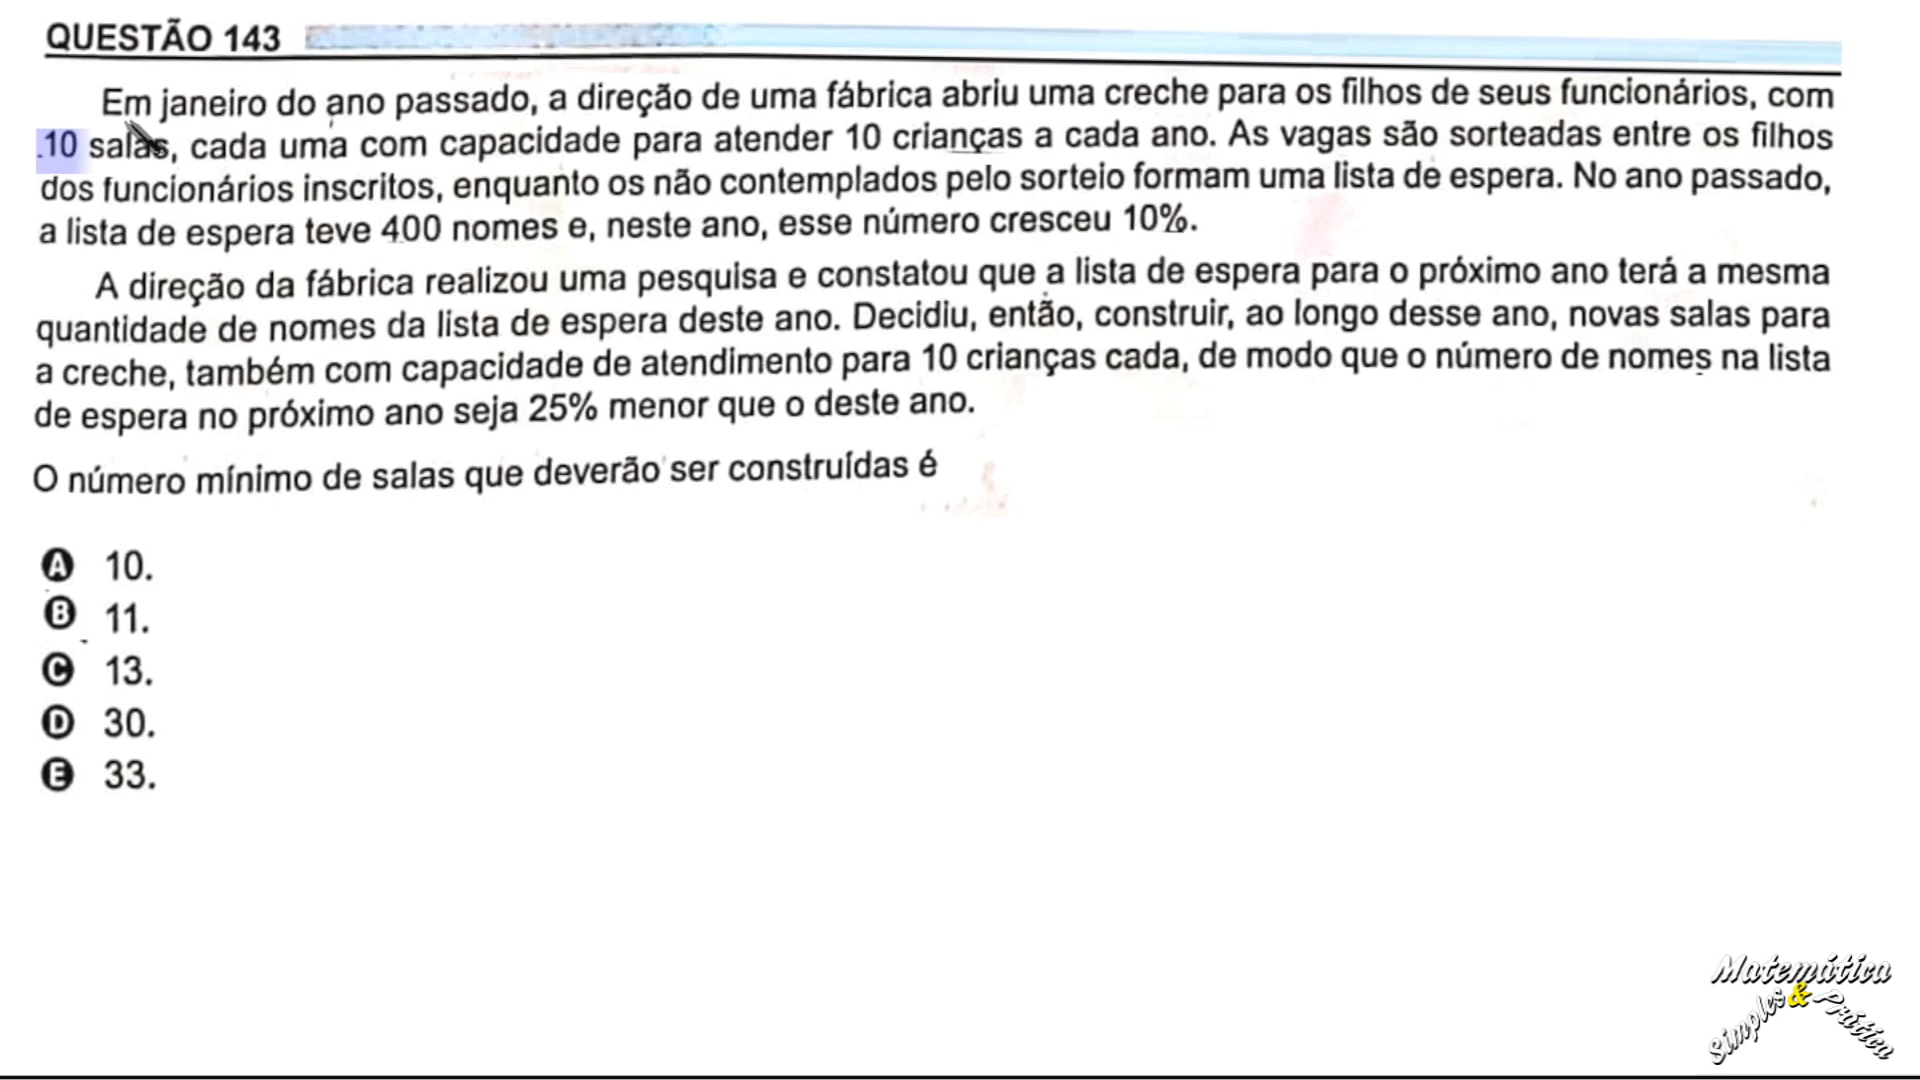 QUESTÃO 143
Em janeiro do ano passado, a direção de uma fábrica abriu uma creche para os filhos de seus funcionários, com
10 salas, cada uma com capacidade para atender 10 crianças a cada ano. As vagas são sorteadas entre os filhos
dos funcionários inscritos, enquanto os não contemplados pelo sorteio formam uma lista de espera. No ano passado,
a lista de espera teve 400 nomes e, neste ano, esse número cresceu 10%.
A direção da fábrica realizou uma pesquisa e constatou que a lista de espera para o próximo ano terá a mesma
quantidade de nomes da lista de espera deste ano. Decidiu, então, construir, ao longo desse ano, novas salas para
a creche, também com capacidade de atendimento para 10 crianças cada, de modo que o número de nomes na lista
de espera no próximo ano seja 25% menor que o deste ano.
O número mínimo de salas que deverão ser construídas é
A 10.
B 11.
C 13.
D 30.
E 33.
Matemática
Simples & Prática